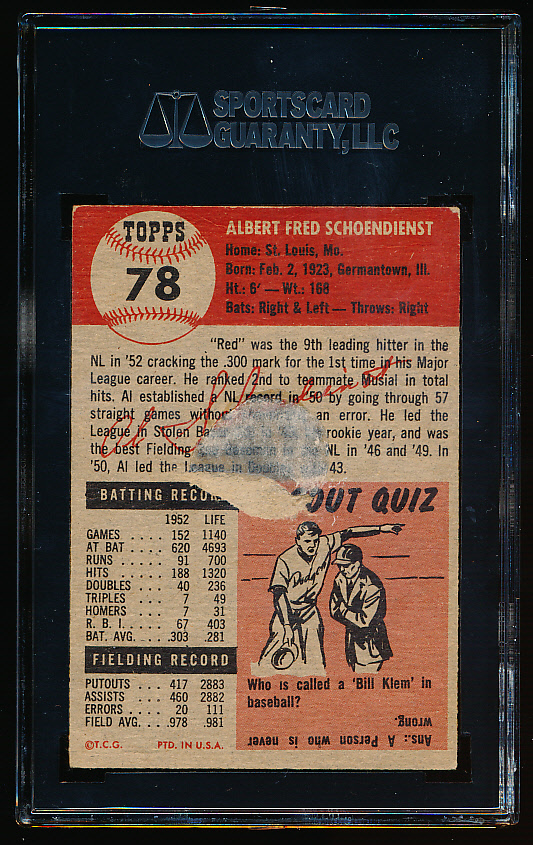 SPORTSCARD
GUARANTY, LLC
TOPPS
78
ALBERT FRED SCHOENDIENST
Home: St. Louis, Mo.
Born: Feb. 2, 1923, Germantown, Ill.
Ht.: 6' — Wt.: 168
Bats: Right & Left — Throws: Right
"Red" was the 9th leading hitter in the
NL in '52 cracking the .300 mark for the 1st time in his Major
League career. He ranked 2nd to teammate Musial in total
hits. Al established a NL record in '50 by going through 57
straight games without an error. He led the
League in Stolen rookie year, and was
the best Fielding NL in '46 and '49. In
'50, Al led the League in 43.
BATTING RECORD
1952 LIFE
GAMES . . . 152 1140
AT BAT . . . 620 4693
RUNS . . . 91 700
HITS . . . 188 1320
DOUBLES . . . 40 236
TRIPLES . . . 7 49
HOMERS . . . 7 31
R. B. I. . . . 67 403
BAT. AVG. . . . .303 .281
FIELDING RECORD
PUTOUTS . . . 417 2883
ASSISTS . . . 460 2882
ERRORS . . . 20 111
FIELD AVG. . . .978 .981
©T.C.G. PTD. IN U.S.A.
OUT QUIZ
Dodgers
Who is called a 'Bill Klem' in
baseball?
Ans.: A Person who is never
wrong.